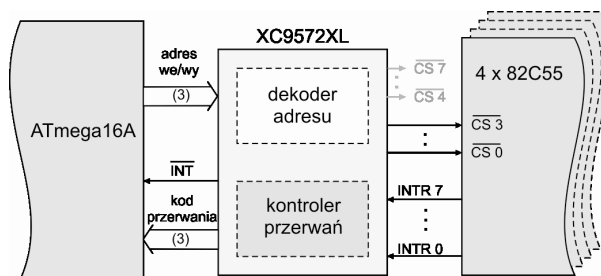 XC9572XL
adres
we/wy
(3)
ATmega16A
INT
kod
przerwania
(3)
dekoder
adresu
kontroler
przerwań
CS 7
CS 4
CS 3
CS 0
INTR 7
INTR 0
4 x 82C55